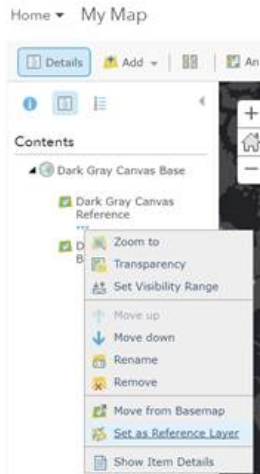 Home ▾ My Map
Details Add ▾ An
Contents
Dark Gray Canvas Base
Dark Gray Canvas
Reference
D
B
Zoom to
Transparency
Set Visibility Range
Move up
Move down
Rename
Remove
Move from Basemap
Set as Reference Layer
Show Item Details